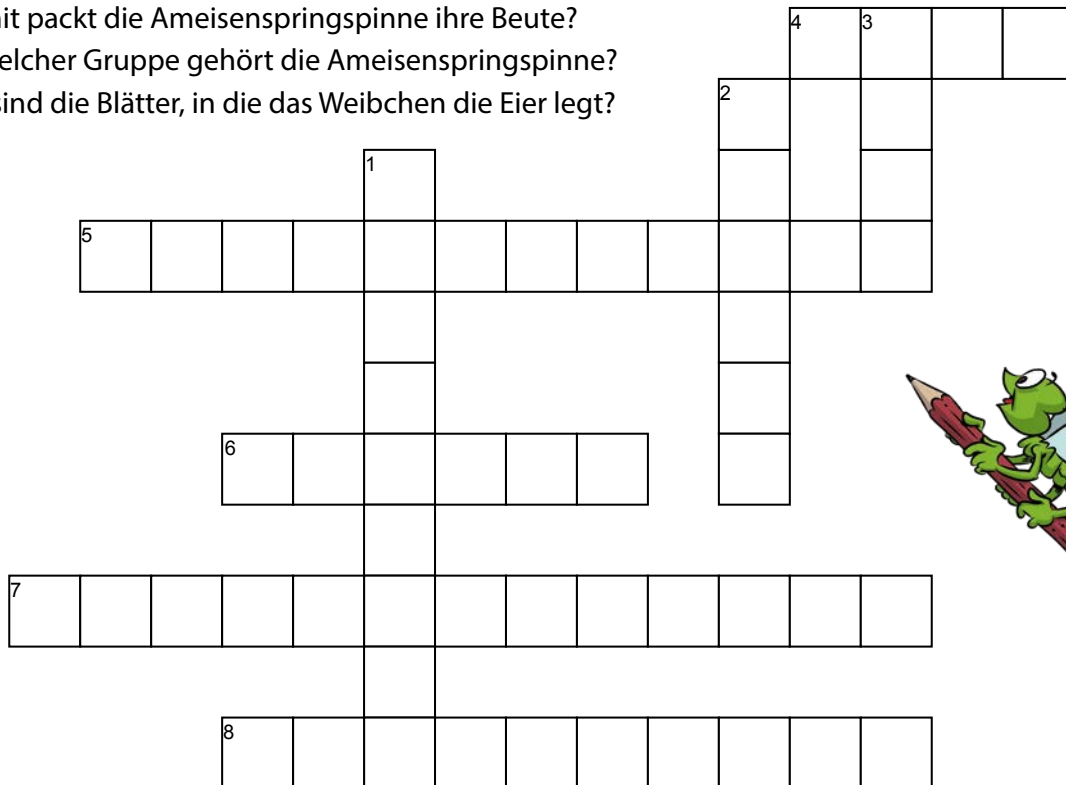 mit packt die Ameisenspringspinne ihre Beute?
elcher Gruppe gehört die Ameisenspringspinne?
sind die Blätter, in die das Weibchen die Eier legt?
4 3
2
1
5
6
7
8